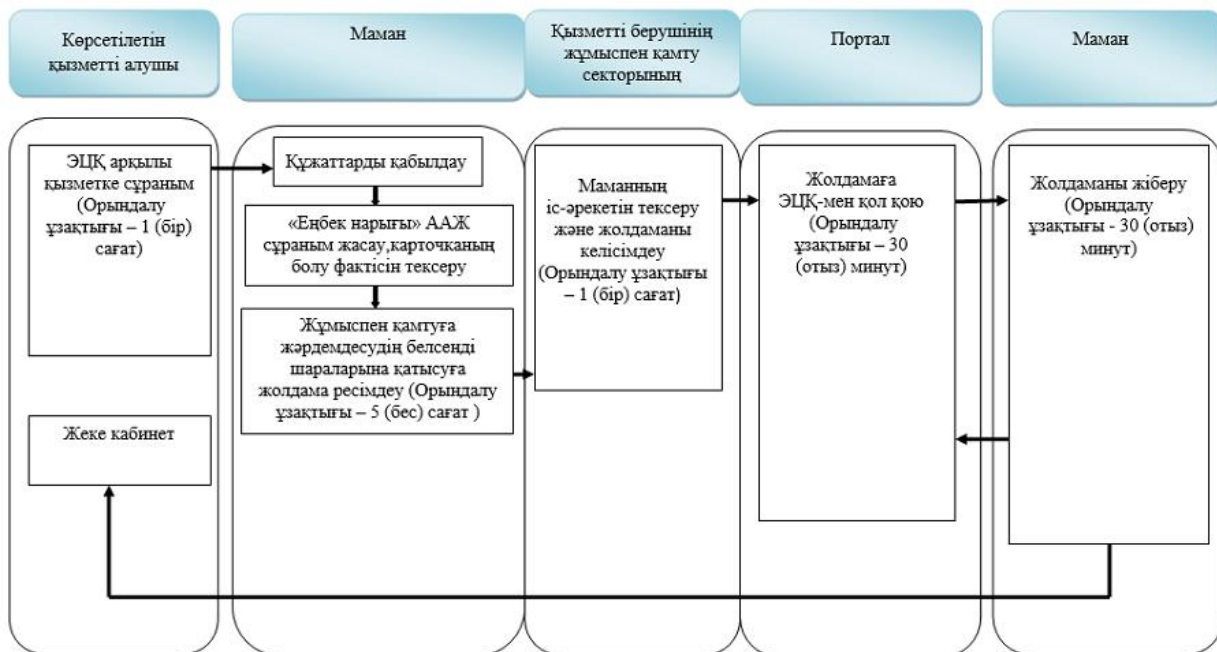 Көрсетілетін
қызметті алушы
Маман
Қызметті берушінің
жұмыспен қамту
секторының
Портал
Маман
ЭЦҚ арқылы
қызметке сұраным
(Орындалу
ұзақтығы – 1 (бір)
сағат)
Құжаттарды қабылдау
«Еңбек нарығы» ААЖ
сұраным жасау,карточканың
болу фактісін тексеру
Жұмыспен қамтуға
жәрдемдесудің белсенді
шараларына қатысуға
жолдама ресімдеу (Орындалу
ұзақтығы – 5 (бес) сағат )
Маманның
іс-әрекетін тексеру
және жолдаманы
келісімдеу
(Орындалу ұзақтығы
– 1 (бір) сағат)
Жолдамаға
ЭЦҚ-мен қол қою
(Орындалу
ұзақтығы – 30
(отыз) минут)
Жолдаманы жіберу
(Орындалу
ұзақтығы - 30 (отыз)
минут)
Жеке кабинет